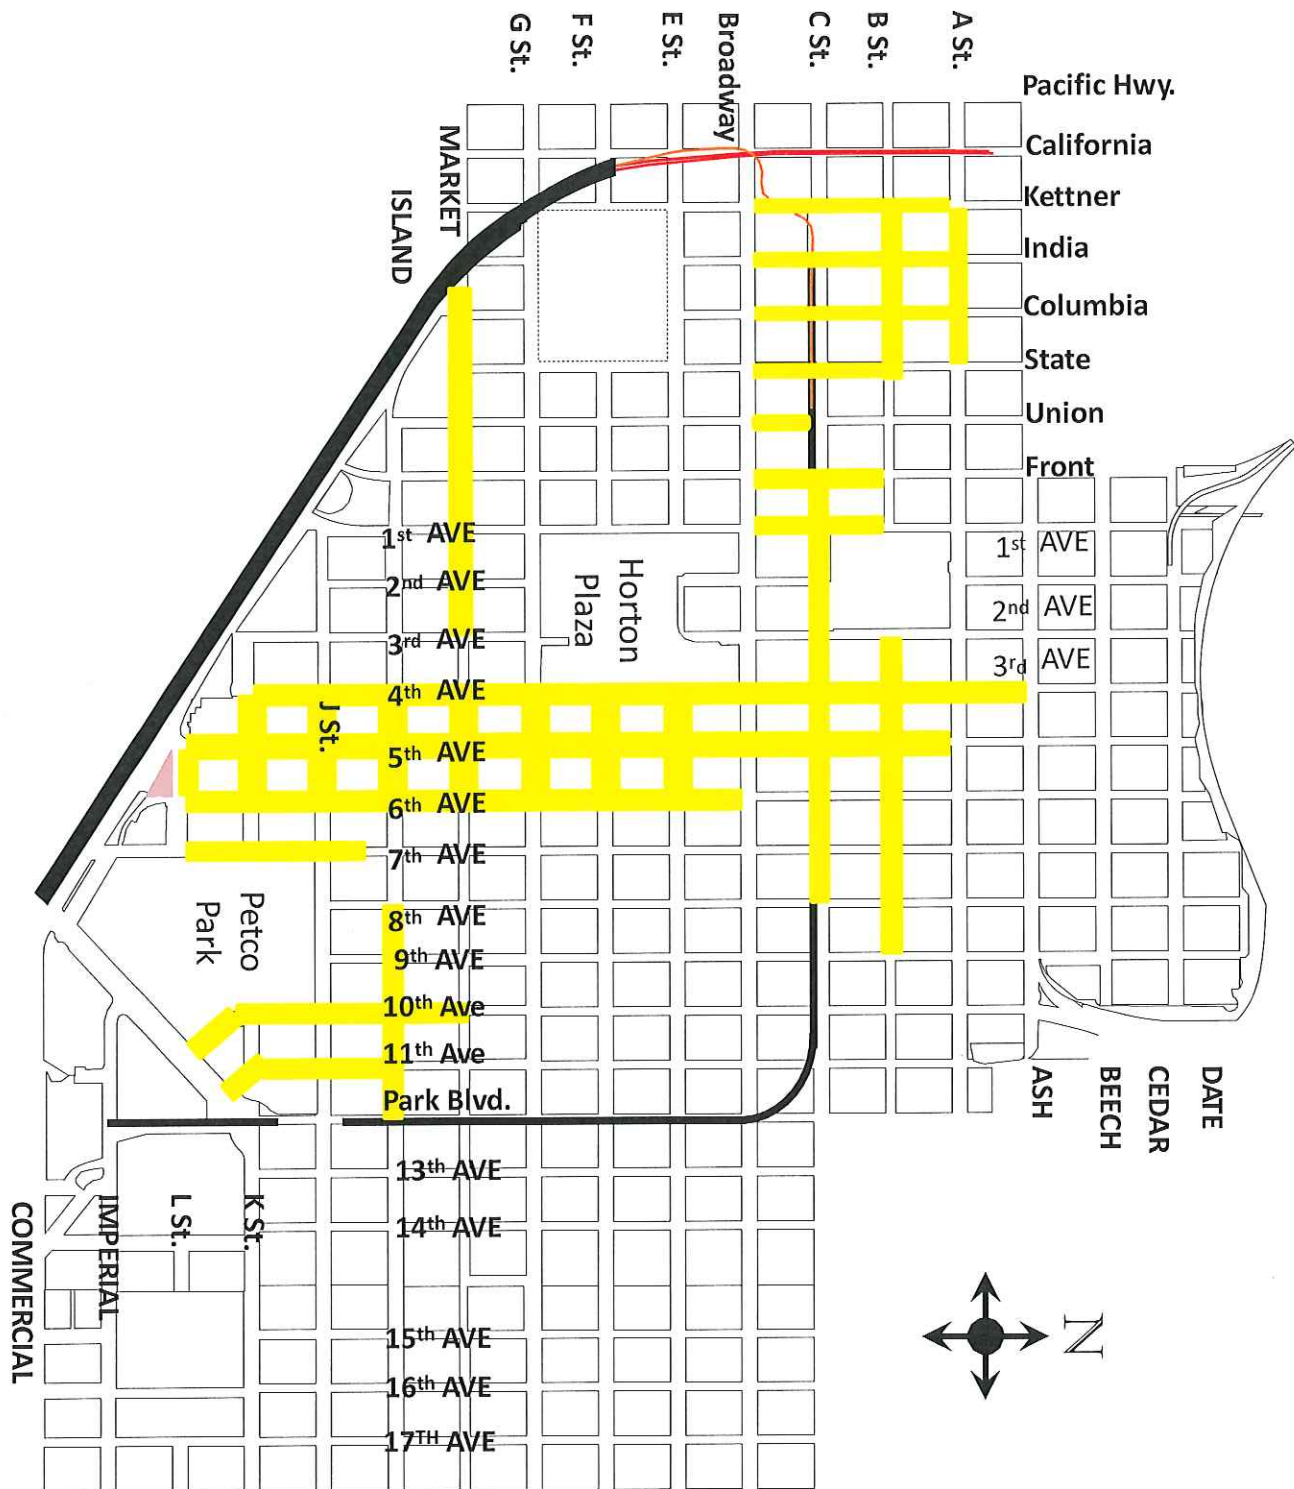 G St.
F St.
E St.
Broadway
C St.
B St.
A St.
Pacific Hwy.
California
Kettner
India
Columbia
State
Union
Front
MARKET
ISLAND
1st AVE
2nd AVE
3rd AVE
4th AVE
5th AVE
6th AVE
7th AVE
8th AVE
9th AVE
10th Ave
11th Ave
Park Blvd.
13th AVE
14th AVE
15th AVE
16th AVE
17TH AVE
Horton
Plaza
1st AVE
2nd AVE
3rd AVE
J St.
Petco
Park
ASH
BEECH
CEDAR
DATE
K St.
L St.
IMPERIAL
COMMERCIAL
N